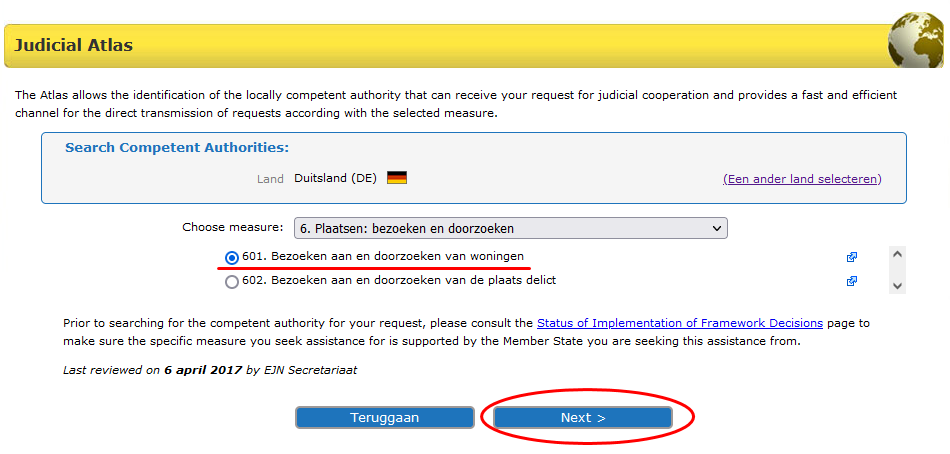 Judicial Atlas
The Atlas allows the identification of the locally competent authority that can receive your request for judicial cooperation and provides a fast and efficient
channel for the direct transmission of requests according with the selected measure.
Search Competent Authorities:
Land Duitsland (DE) (Een ander land selecteren)
Choose measure: 6. Plaatsen: bezoeken en doorzoeken
601. Bezoeken aan en doorzoeken van woningen
602. Bezoeken aan en doorzoeken van de plaats delict
Prior to searching for the competent authority for your request, please consult the Status of Implementation of Framework Decisions page to
make sure the specific measure you seek assistance for is supported by the Member State you are seeking this assistance from.
Last reviewed on 6 april 2017 by EJN Secretariaat
Teruggaan Next >